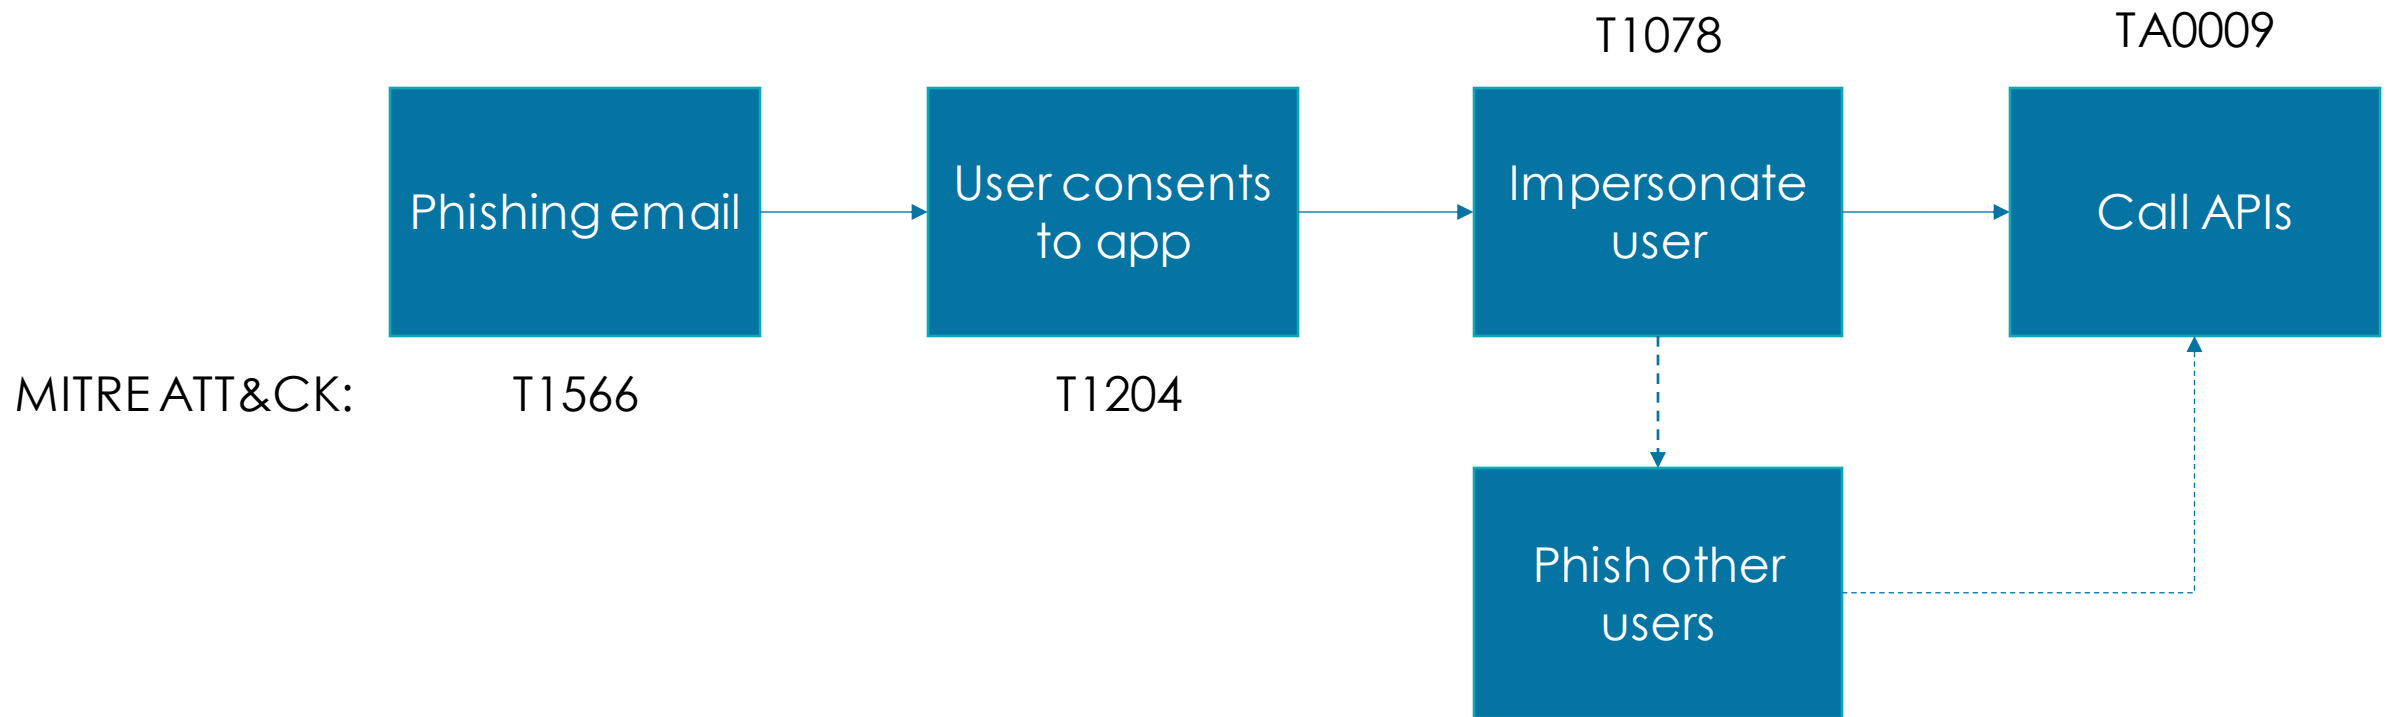 T1078
TA0009
Phishing email
User consents
to app
Impersonate
user
Call APIs
MITRE ATT&CK:
T1566
T1204
Phish other
users